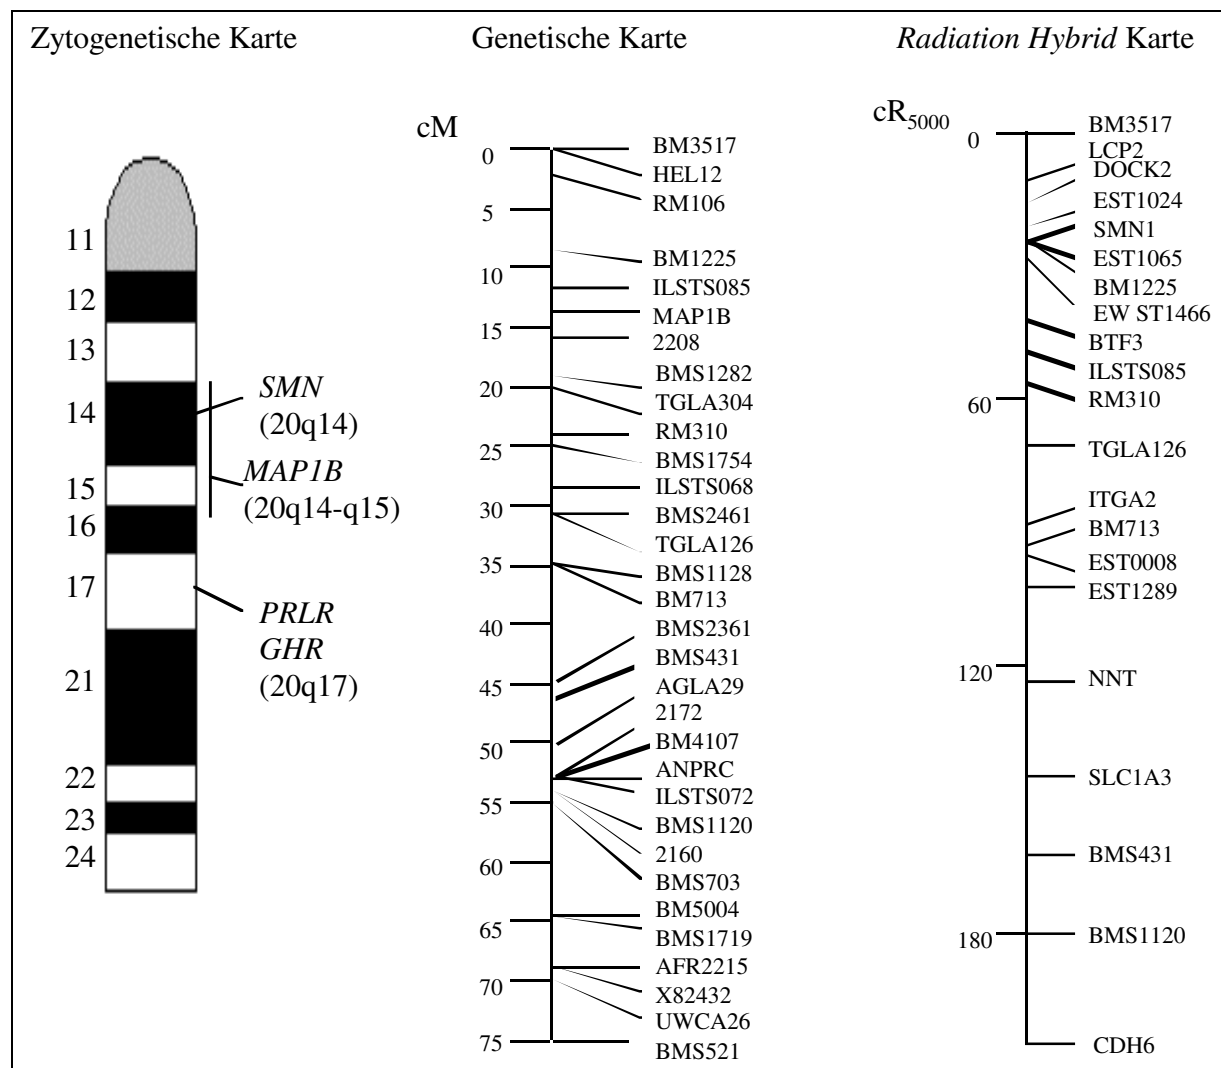 Zytogenetische Karte
11
12
13
14
15
16
17
21
22
23
24
SMN
(20q14)
MAP1B
(20q14-q15)
PRLR
GHR
(20q17)
Genetische Karte
cM
0
5
10
15
20
25
30
35
40
45
50
55
60
65
70
75
BM3517
HEL12
RM106
BM1225
ILSTS085
MAP1B
2208
BMS1282
TGLA304
RM310
BMS1754
ILSTS068
BMS2461
TGLA126
BMS1128
BM713
BMS2361
BMS431
AGLA29
2172
BM4107
ANPRC
ILSTS072
BMS1120
2160
BMS703
BM5004
BMS1719
AFR2215
X82432
UWCA26
BMS521
Radiation Hybrid Karte
cR5000
0
60
120
180
BM3517
LCP2
DOCK2
EST1024
SMN1
EST1065
BM1225
EW ST1466
BTF3
ILSTS085
RM310
TGLA126
ITGA2
BM713
EST0008
EST1289
NNT
SLC1A3
BMS431
BMS1120
CDH6